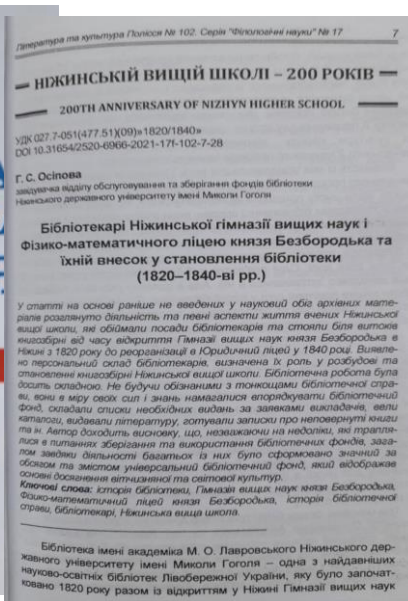 Література та культура Полісся № 102. Серія "Філологічні науки" № 17 7
НІЖИНСЬКІЙ ВИЩІЙ ШКОЛІ – 200 РОКІВ
200TH ANNIVERSARY OF NIZHYN HIGHER SCHOOL
УДК 027.7-051(477.51)(09)»1820/1840»
DOI 10.31654/2520-6966-2021-17f-102-7-28
Г. С. Осіпова
завідувачка відділу обслуговування та зберігання фондів бібліотеки
Ніжинського державного університету імені Миколи Гоголя
Бібліотекарі Ніжинської гімназії вищих наук і
Фізико-математичного ліцею князя Безбородька та
їхній внесок у становлення бібліотеки
(1820–1840-ві рр.)
У статті на основі раніше не введених у науковий обіг архівних мате-
ріалів розглянуто діяльність та певні аспекти життя вчених Ніжинської
вищої школи, які обіймали посади бібліотекарів та стояли біля витоків
книгозбірні від часу відкриття Гімназії вищих наук князя Безбородька в
Ніжині з 1820 року до реорганізації в Юридичний ліцей у 1840 році. Виявле-
но персональний склад бібліотекарів, визначена їх роль у розбудові та
становленні книгозбірні Ніжинської вищої школи. Бібліотечна робота була
досить складною. Не будучи обізнаними з тонкощами бібліотечної спра-
ви, вони в міру своїх сил і знань намагалися впорядкувати бібліотечний
фонд, складали списки необхідних видань за заявками викладачів, вели
каталоги, видавали літературу, готували записки про неповернуті книги
та ін. Автор доходить висновку, що, незважаючи на недоліки, які трапля-
лися в питаннях зберігання та використання бібліотечних фондів, зага-
лом завдяки діяльності багатьох із них було сформовано значний за
обсягом та змістом універсальний бібліотечний фонд, який відображав
основні досягнення вітчизняної та світової культур.
Ключові слова: історія бібліотеки, Гімназія вищих наук князя Безбородька,
Фізико-математичний ліцей князя Безбородька, історія бібліотечної
справи, бібліотекарі, Ніжинська вища школа.
Бібліотека імені академіка М. О. Лавровського Ніжинського дер-
жавного університету імені Миколи Гоголя – одна з найдавніших
науково-освітніх бібліотек Лівобережної України, яку було започат-
ковано 1820 року разом із відкриттям у Ніжині Гімназії вищих наук